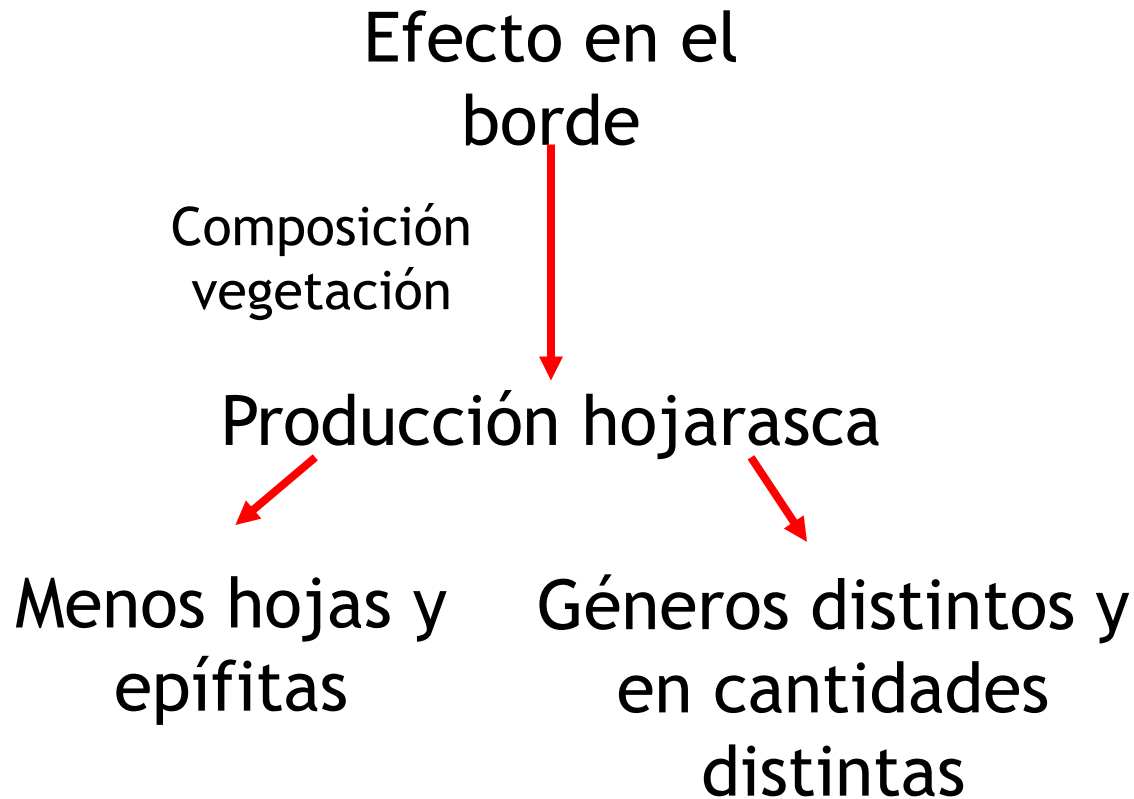 Efecto en el
borde
Composición
vegetación
Producción hojarasca
Menos hojas y
epífitas
Géneros distintos y
en cantidades
distintas